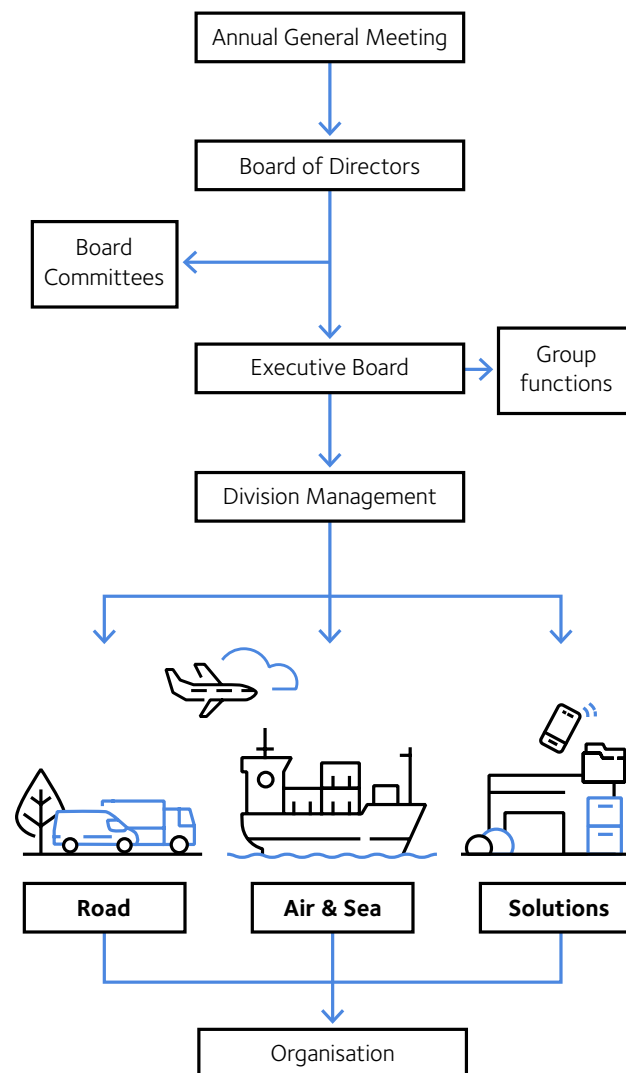 Annual General Meeting
Board of Directors
Board
Committees
Executive Board
Group
functions
Division Management
Road
Air & Sea
Solutions
Organisation